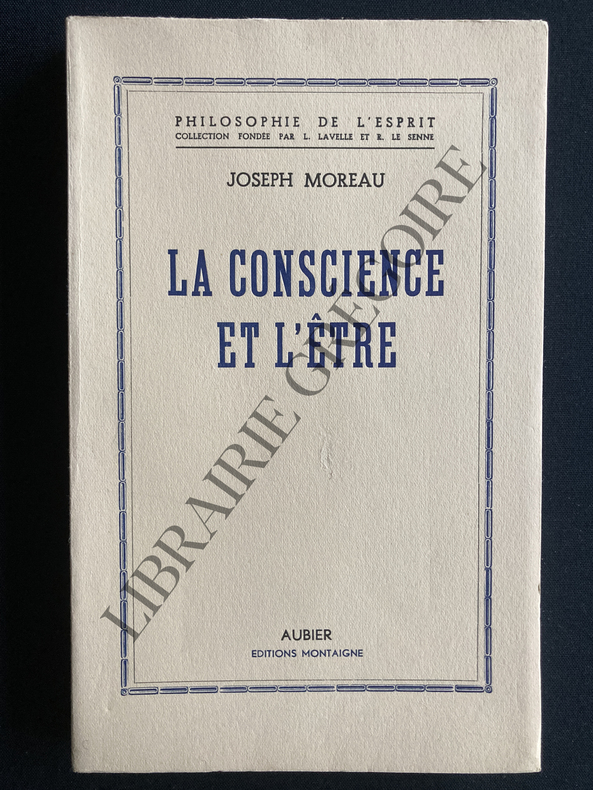 PHILOSOPHIE DE L'ESPRIT
COLLECTION FONDÉE PAR L. LAVELLE ET R. LE SENNE
JOSEPH MOREAU
LA CONSCIENCE
ET L'ÊTRE
LIBRAIRIE GREGOIRE
AUBIER
EDITIONS MONTAIGNE